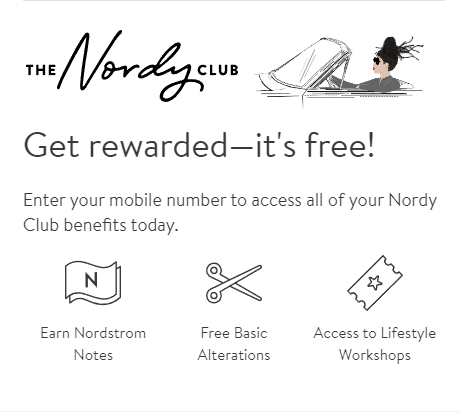 THE Nordy CLUB
Get rewarded—it's free!
Enter your mobile number to access all of your Nordy
Club benefits today.
N
Earn Nordstrom
Notes
Free Basic
Alterations
Access to Lifestyle
Workshops